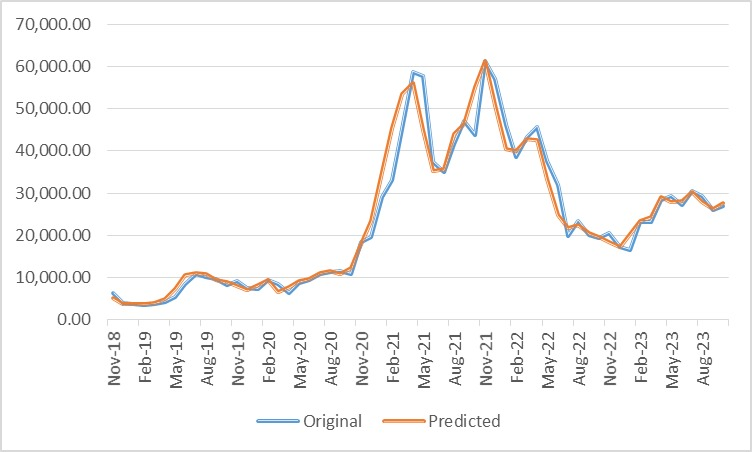 70,000.00
60,000.00
50,000.00
40,000.00
30,000.00
20,000.00
10,000.00
0.00
Nov-18
Feb-19
May-19
Aug-19
Nov-19
Feb-20
May-20
Aug-20
Nov-20
Feb-21
May-21
Aug-21
Nov-21
Feb-22
May-22
Aug-22
Nov-22
Feb-23
May-23
Aug-23
Original Predicted